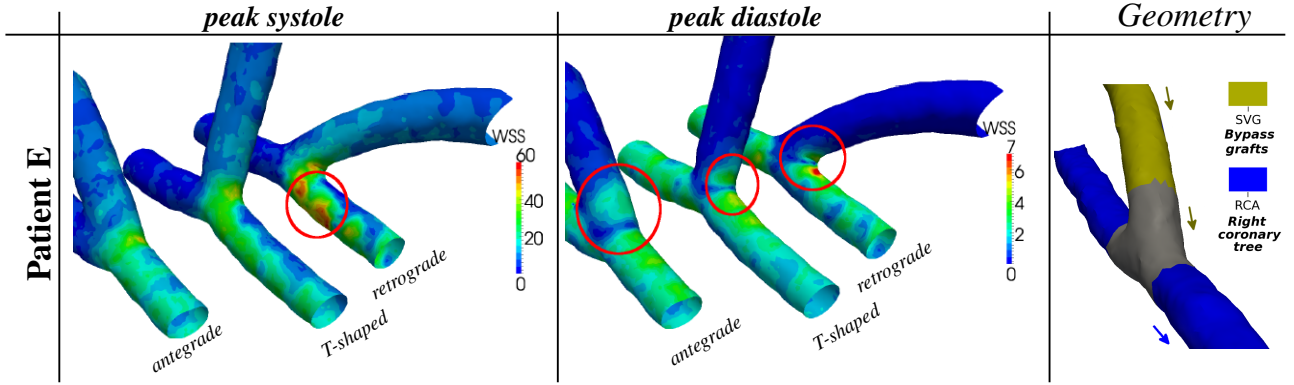 peak systole
peak diastole
Geometry
Patient E
WSS
60
40
20
0
antegrade
T-shaped
retrograde
WSS
7
6
4
2
0
antegrade
T-shaped
retrograde
SVG
Bypass
grafts
RCA
Right
coronary
tree